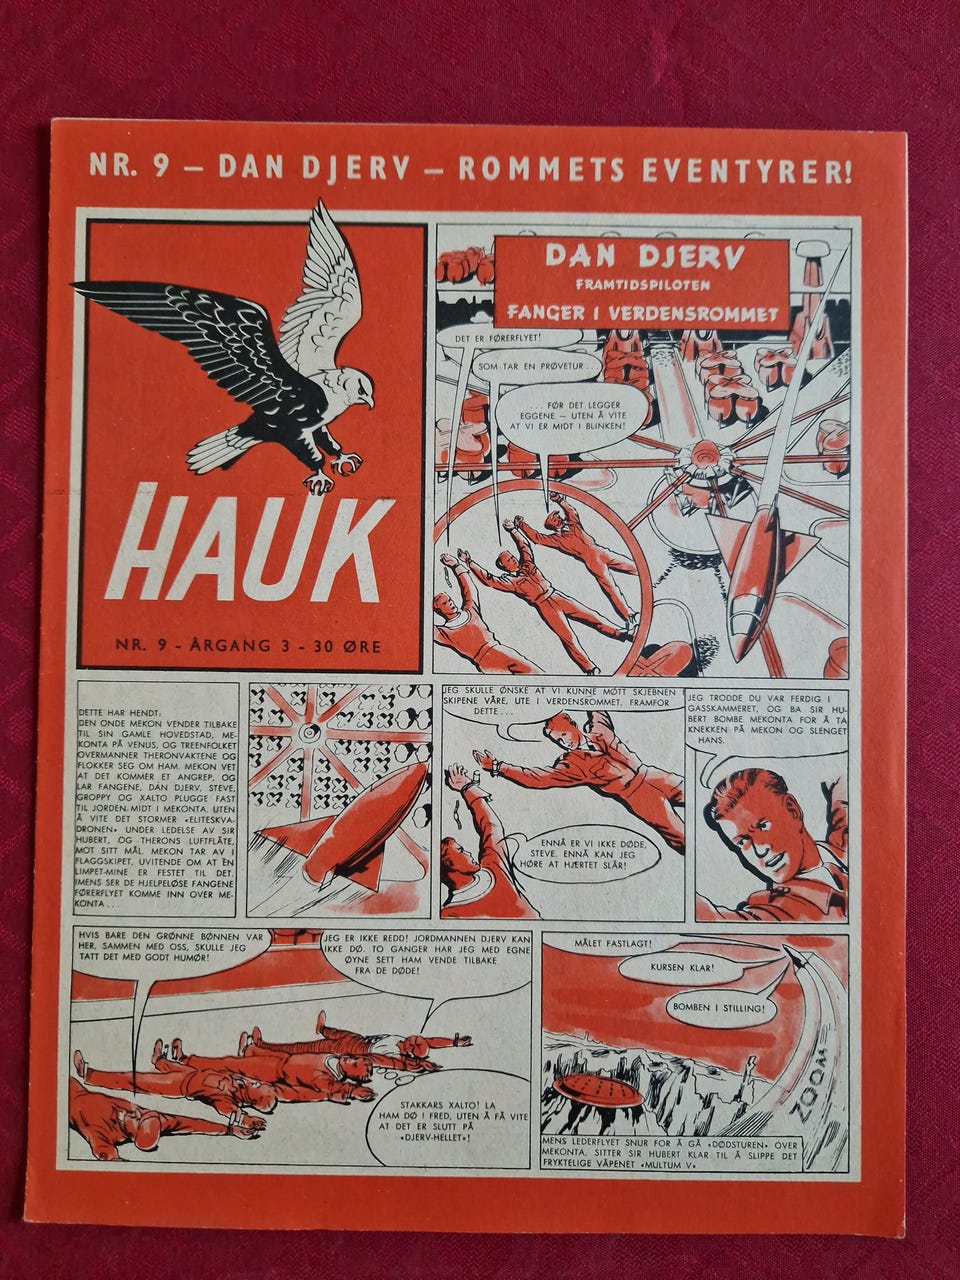 NR. 9 – DAN DJERV – ROMMETS EVENTYRER!
HAUK
NR. 9 - ÅRGANG 3 - 30 ØRE
DAN DJERV
FRAMTIDSPILOTEN
FANGER I VERDENSROMMET
DET ER FØRERFLYET!
SOM TAR EN PRØVETUR...
... FØR DET LEGGER
EGGENE – UTEN Å VITE
AT VI ER MIDT I BLINKEN!
DETTE HAR HENDT:
DEN ONDE MEKON VENDER TILBAKE
TIL SIN GAMLE HOVEDSTAD, ME-
KONTA PÅ VENUS, OG TREENFOLKET
OVERMANNER THERONVAKTENE OG
FLOKKER SEG OM HAM. MEKON VET
AT DET KOMMER ET ANGREP, OG
LAR FANGENE, DAN DJERV, STEVE,
GROPPY OG XALTO PLUGGE FAST
TIL JORDEN MIDT I MEKONTA. UTEN
Å VITE DET STORMER «ELITESKVA-
DRONEN» UNDER LEDELSE AV SIR
HUBERT, OG THERONS LUFTFLÅTE,
MOT SITT MÅL. MEKON TAR AV I
FLAGGSKIPET, UVITENDE OM AT ÈN
LIMPET-MINE ER FESTET TIL DET.
IMENS SER DE HJELPELØSE FANGENE
FØRERFLYET KOMME INN OVER ME-
KONTA...
JEG SKULLE ØNSKE AT VI KUNNE MØTT SKJEBNEN I
SKIPENE VÅRE, UTE I VERDENSROMMET, FRAMFOR
DETTE...
ENNÅ ER VI IKKE DØDE,
STEVE. ENNÅ KAN JEG
HØRE AT HJERTET SLÅR!
JEG TRODDE DU VAR FERDIG I
GASSKAMMERET, OG BA SIR HU-
BERT BOMBE MEKONTA FOR Å TA
KNEKKEN PÅ MEKON OG SLENGET
HANS.
HVIS BARE DEN GRØNNE BØNNEN VAR
HER, SAMMEN MED OSS, SKULLE JEG
TATT DET MED GODT HUMØR!
JEG ER IKKE REDD! JORDMANNEN DJERV KAN
IKKE DØ. TO GANGER HAR JEG MED EGNE
ØYNE SETT HAM VENDE TILBAKE
FRA DE DØDE!
STAKKARS XALTO! LA
HAM DØ I FRED, UTEN Å FÅ VITE
AT DET ER SLUTT PÅ
«DJERV-HELLET»!
MÅLET FASTLAGT!
KURSEN KLAR!
BOMBEN I STILLING!
ZOOM
MENS LEDERFLYET SNUR FOR Å GÅ «DØDSTUREN» OVER
MEKONTA, SITTER SIR HUBERT KLAR TIL Å SLIPPE DET
FRYKTELIGE VÅPENET «MULTUM V»